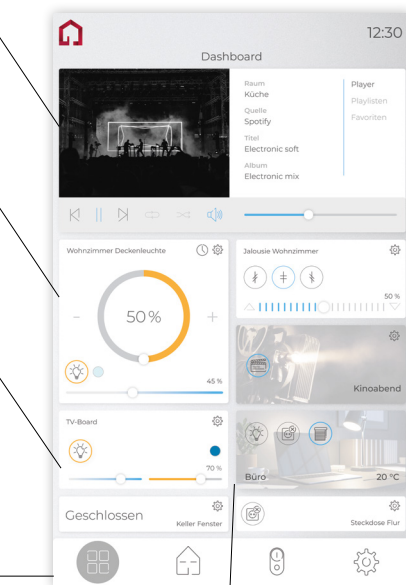 12:30
Dashboard
Raum
Küche
Quelle
Spotify
Titel
Electronic soft
Album
Electronic mix
Player
Playlisten
Favoriten
Wohnzimmer Deckenleuchte
- 50 % +
45 %
Jalousie Wohnzimmer
50 %
Kinoabend
TV-Board
70 %
Büro 20 °C
Geschlossen
Keller Fenster
Steckdose Flur